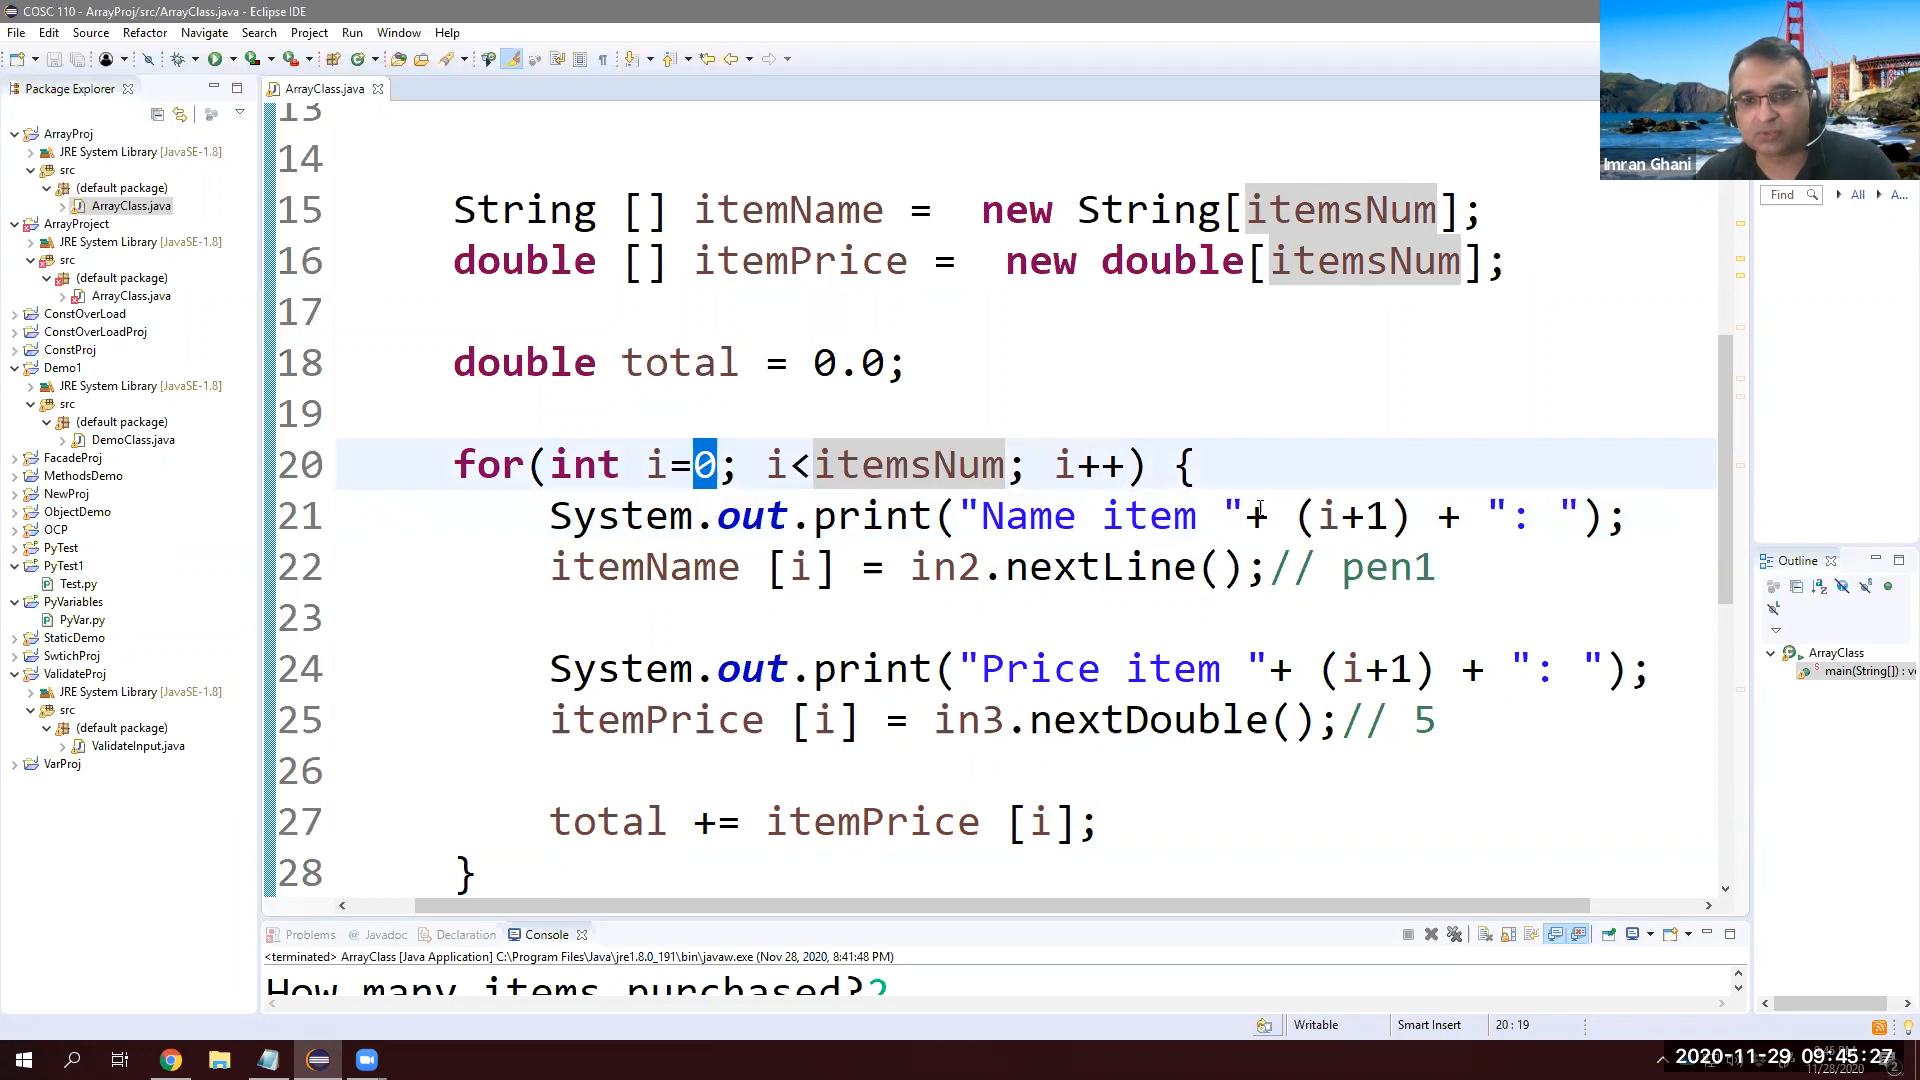 COSC 110 - ArrayProj/src/ArrayClass.java - Eclipse IDE
File Edit Source Refactor Navigate Search Project Run Window Help
Imran Ghani
Package Explorer
ArrayClass.java
Find
All
A...
ArrayProj
JRE System Library [JavaSE-1.8]
src
(default package)
ArrayClass.java
ArrayProject
JRE System Library [JavaSE-1.8]
src
(default package)
ArrayClass.java
ConstOverLoad
ConstOverLoadProj
ConstProj
Demo1
JRE System Library [JavaSE-1.8]
src
(default package)
DemoClass.java
FacadeProj
MethodsDemo
NewProj
ObjectDemo
OCP
PyTest
PyTest1
Test.py
PyVariables
PyVar.py
StaticDemo
SwtichProj
ValidateProj
JRE System Library [JavaSE-1.8]
src
(default package)
ValidateInput.java
VarProj
13
14
15 String [] itemName = new String[itemsNum];
16 double [] itemPrice = new double[itemsNum];
17
18 double total = 0.0;
19
20 for(int i=0; i<itemsNum; i++) {
21 System.out.print("Name item "+ (i+1) + ": ");
22 itemName [i] = in2.nextLine();// pen1
23
24 System.out.print("Price item "+ (i+1) + ": ");
25 itemPrice [i] = in3.nextDouble();// 5
26
27 total += itemPrice [i];
28 }
Outline
ArrayClass
main(String[]) : v
Problems @ Javadoc Declaration Console
<terminated> ArrayClass [Java Application] C:\Program Files\Java\jre1.8.0_191\bin\javaw.exe (Nov 28, 2020, 8:41:48 PM)
How many items purchased?2
Writable Smart Insert 20 : 19
2020-11-29 09:45:27
11/28/2020